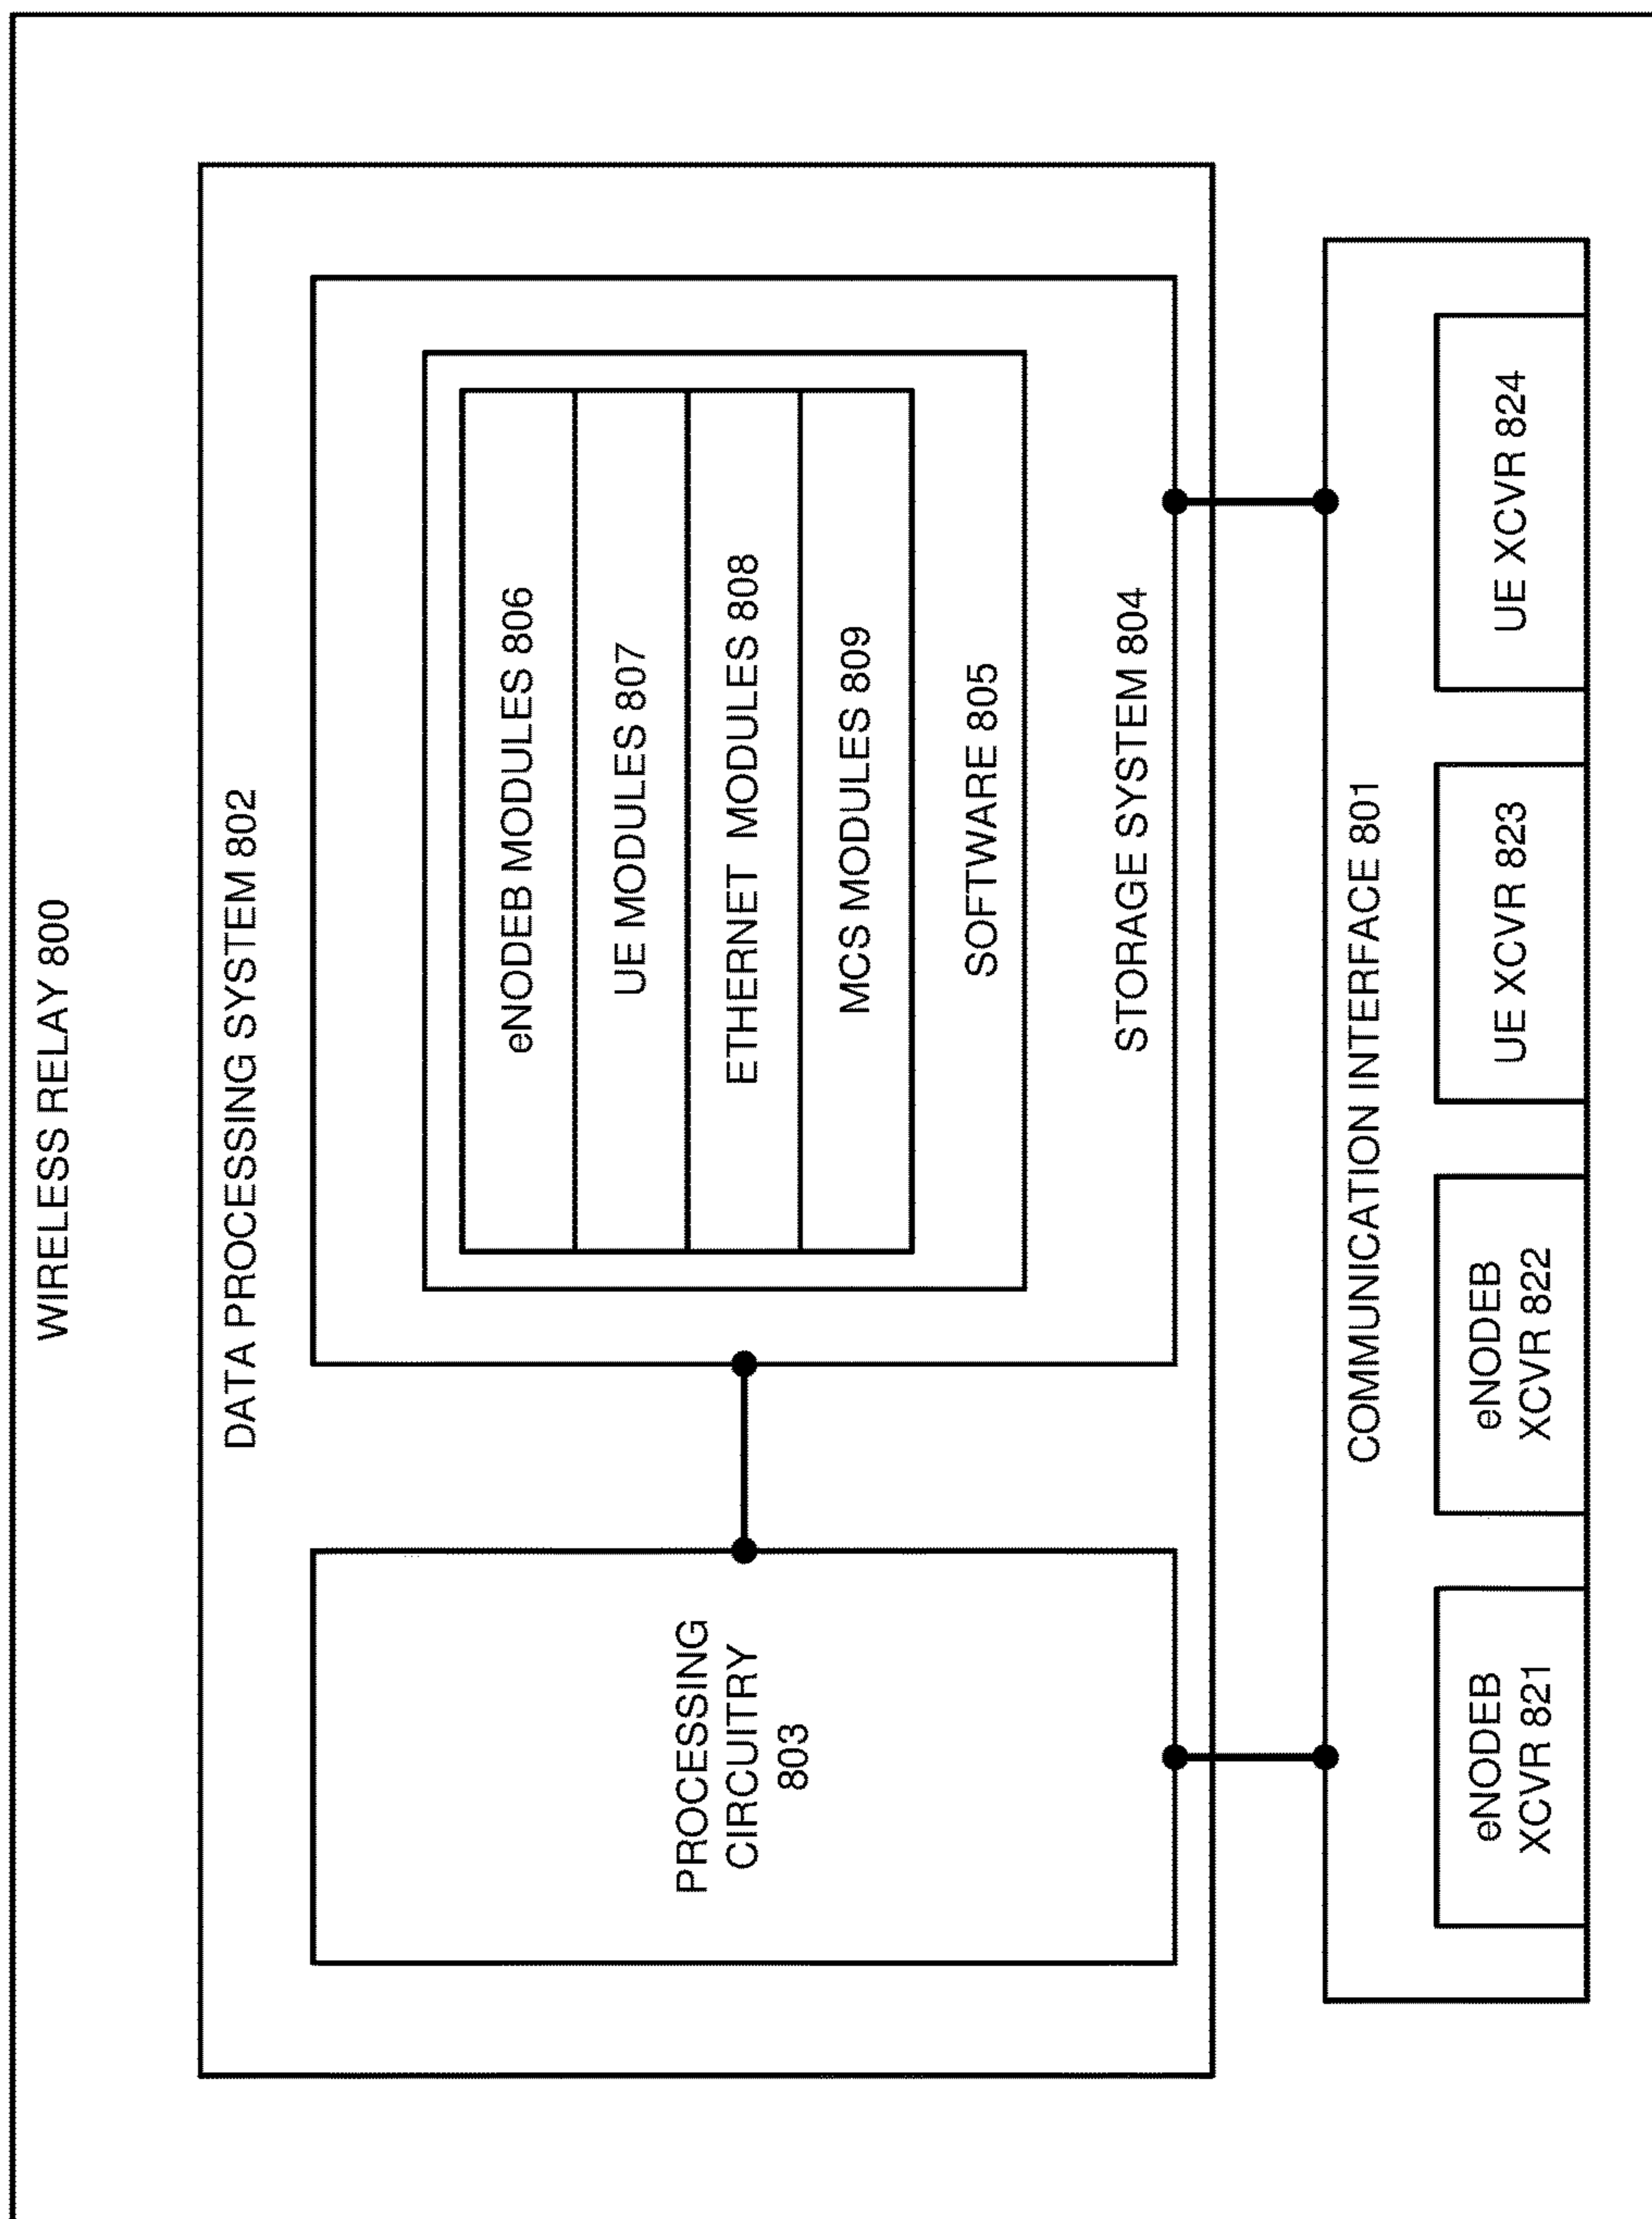 WIRELESS RELAY 800
DATA PROCESSING SYSTEM 802
PROCESSING
CIRCUITRY
803
eNODEB MODULES 806
UE MODULES 807
ETHERNET MODULES 808
MCS MODULES 809
SOFTWARE 805
STORAGE SYSTEM 804
COMMUNICATION INTERFACE 801
eNODEB
XCVR 821
eNODEB
XCVR 822
UE XCVR 823
UE XCVR 824